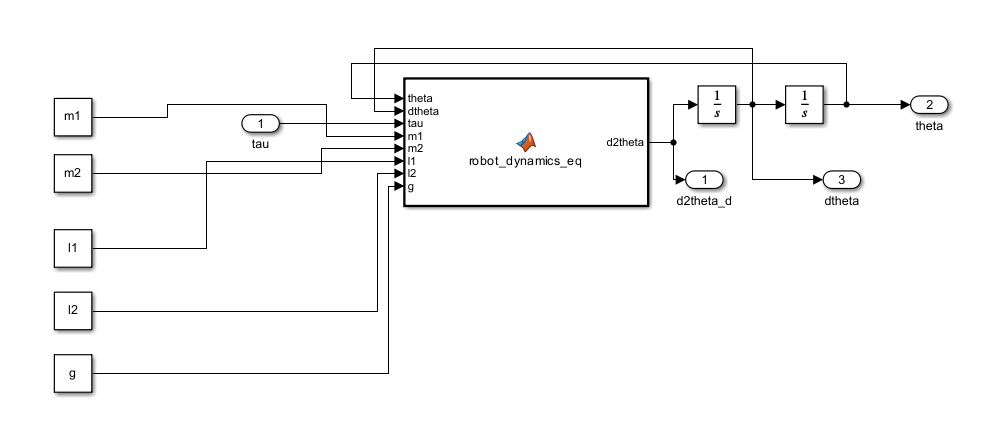 m1
m2
l1
l2
g
1
tau
theta
dtheta
tau
m1
m2
l1
l2
g
robot_dynamics_eq
d2theta
1
s
1
s
1
d2theta_d
2
theta
3
dtheta